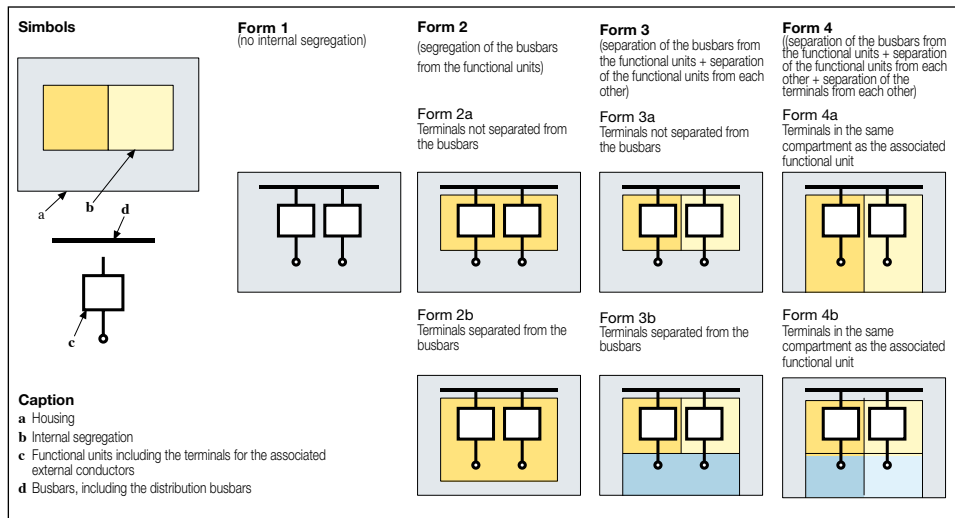 Simbols
a
b
d
c
Caption
a Housing
b Internal segregation
c Functional units including the terminals for the associated
external conductors
d Busbars, including the distribution busbars
Form 1
(no internal segregation)
Form 2
(segregation of the busbars
from the functional units)
Form 2a
Terminals not separated from
the busbars
Form 2b
Terminals separated from the
busbars
Form 3
(separation of the busbars from
the functional units + separation
of the functional units from each
other)
Form 3a
Terminals not separated from
the busbars
Form 3b
Terminals separated from the
busbars
Form 4
((separation of the busbars from
the functional units + separation
of the functional units from each
other + separation of the
terminals from each other)
Form 4a
Terminals in the same
compartment as the associated
functional unit
Form 4b
Terminals in the same
compartment as the associated
functional unit